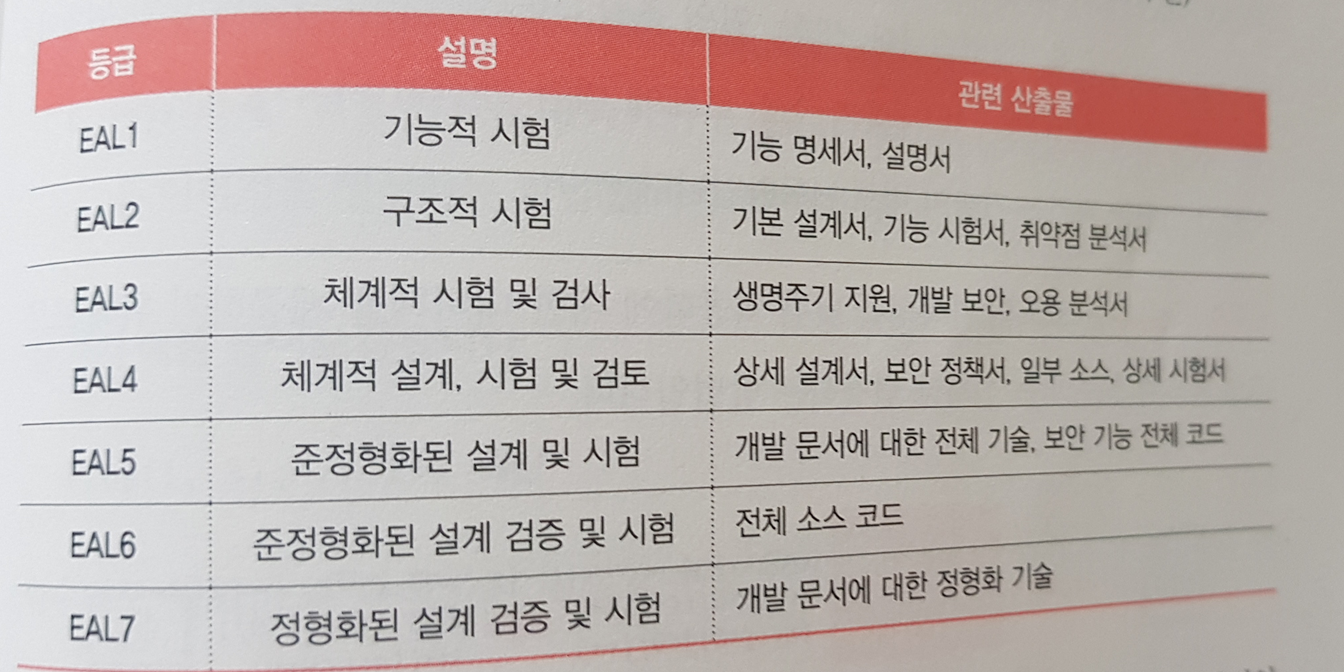 등급 설명 관련 산출물
EAL1 기능적 시험 기능 명세서, 설명서
EAL2 구조적 시험 기본 설계서, 기능 시험서, 취약점 분석서
EAL3 체계적 시험 및 검사 생명주기 지원, 개발 보안, 오용 분석서
EAL4 체계적 설계, 시험 및 검토 상세 설계서, 보안 정책서, 일부 소스, 상세 시험서
EAL5 준정형화된 설계 및 시험 개발 문서에 대한 전체 기술, 보안 기능 전체 코드
EAL6 준정형화된 설계 검증 및 시험 전체 소스 코드
EAL7 정형화된 설계 검증 및 시험 개발 문서에 대한 정형화 기술